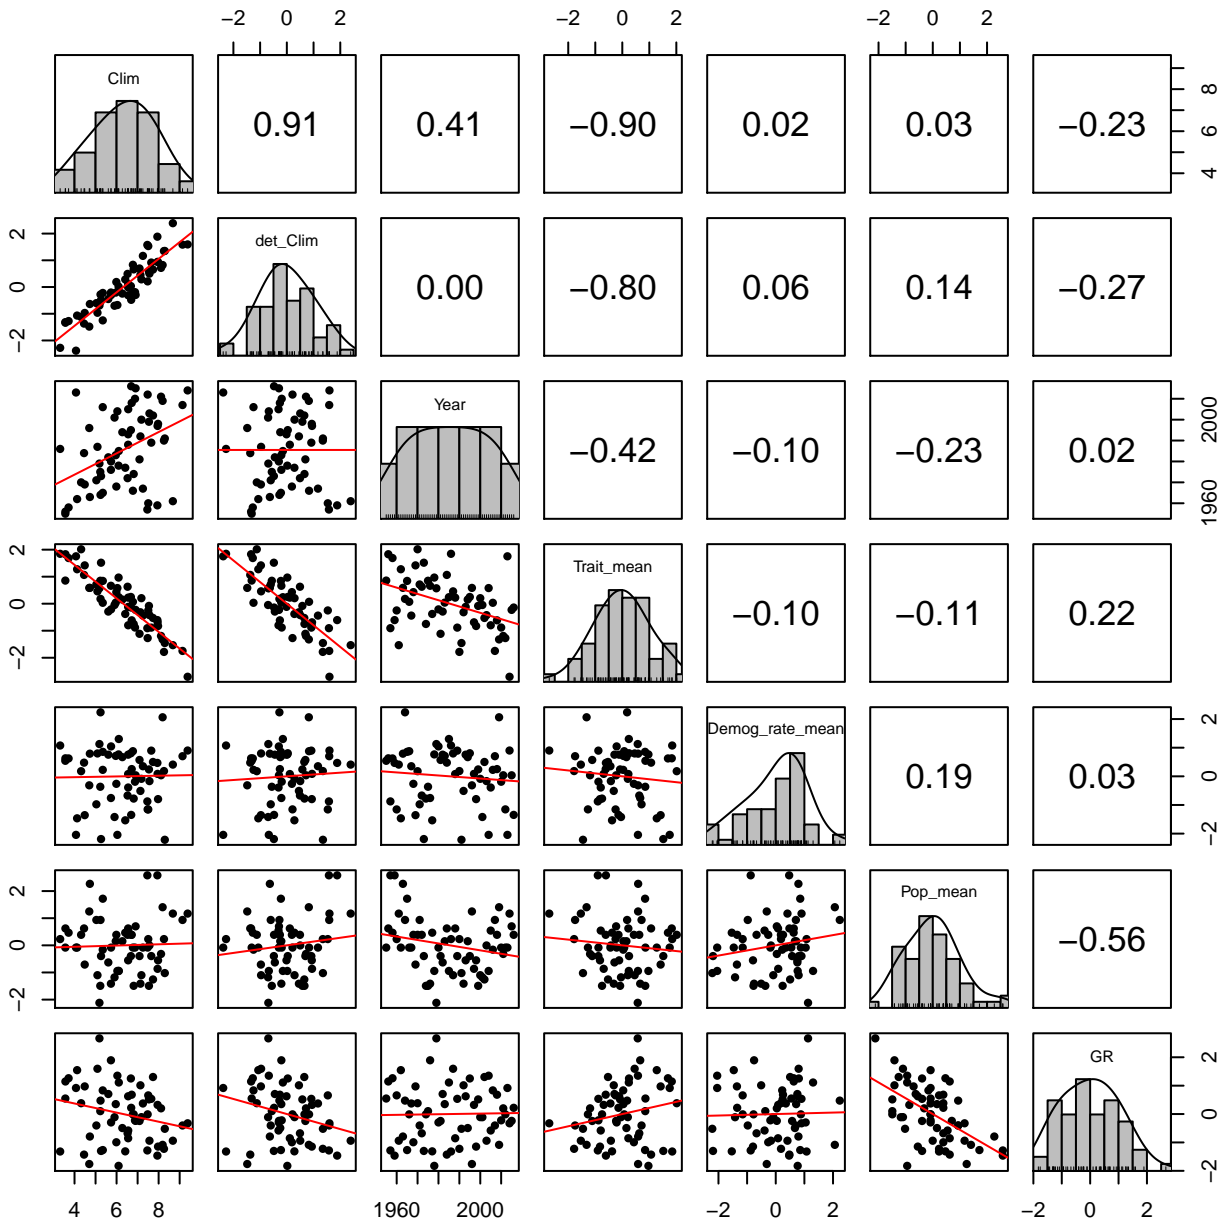 −2 0 2 −2 0 2 −2 0 2
Clim 0.91 0.41 −0.90 0.02 0.03 −0.23 4 6 8
−2 0 2 det_Clim 0.00 −0.80 0.06 0.14 −0.27
Year −0.42 −0.10 −0.23 0.02 1960 2000
−2 0 2 Trait_mean −0.10 −0.11 0.22
Demog_rate_mean 0.19 0.03 −2 0 2
−2 0 2 Pop_mean −0.56
GR −2 0 2
4 6 8 1960 2000 −2 0 2 −2 0 2